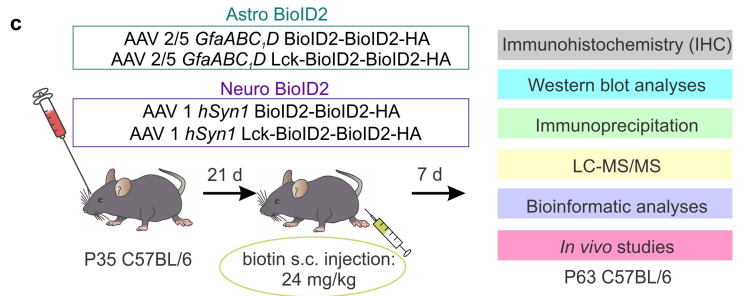 c
Astro BioID2
AAV 2/5 GfaABC₁D BioID2-BioID2-HA
AAV 2/5 GfaABC₁D Lck-BioID2-BioID2-HA
Neuro BioID2
AAV 1 hSyn1 BioID2-BioID2-HA
AAV 1 hSyn1 Lck-BioID2-BioID2-HA
21 d
7 d
P35 C57BL/6
biotin s.c. injection:
24 mg/kg
Immunohistochemistry (IHC)
Western blot analyses
Immunoprecipitation
LC-MS/MS
Bioinformatic analyses
In vivo studies
P63 C57BL/6